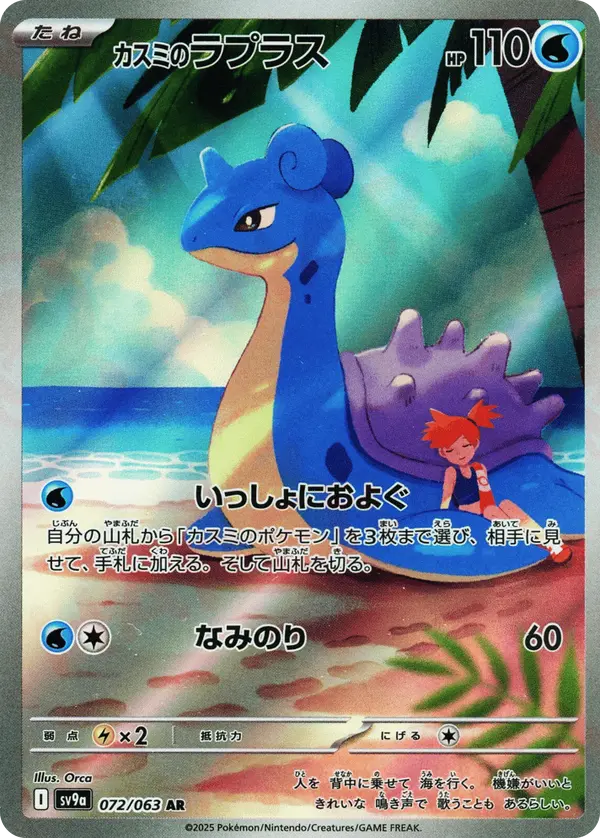 たね カスミのラプラス HP110
いっしょにおよぐ
自分の山札から「カスミのポケモン」を3枚まで選び、相手に見
せて、手札に加える。そして山札を切る。
なみのり 60
弱点 ×2 抵抗力 にげる
Illus. Orca
人を 背中に乗せて 海を行く。 機嫌がいいと
きれいな 鳴き声で 歌うことも あるらしい。
I sv9a 072/063 AR
©2025 Pokémon/Nintendo/Creatures/GAME FREAK.